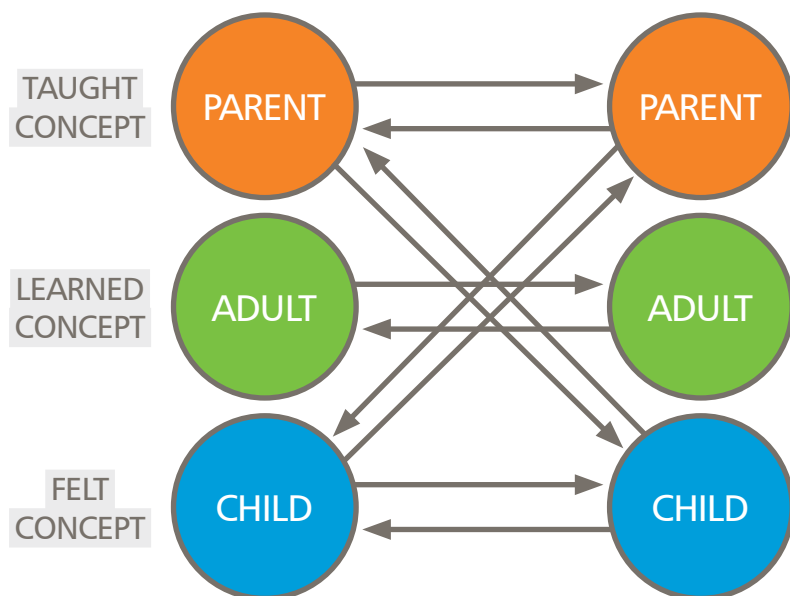 TAUGHT
CONCEPT
PARENT
PARENT
LEARNED
CONCEPT
ADULT
ADULT
FELT
CONCEPT
CHILD
CHILD